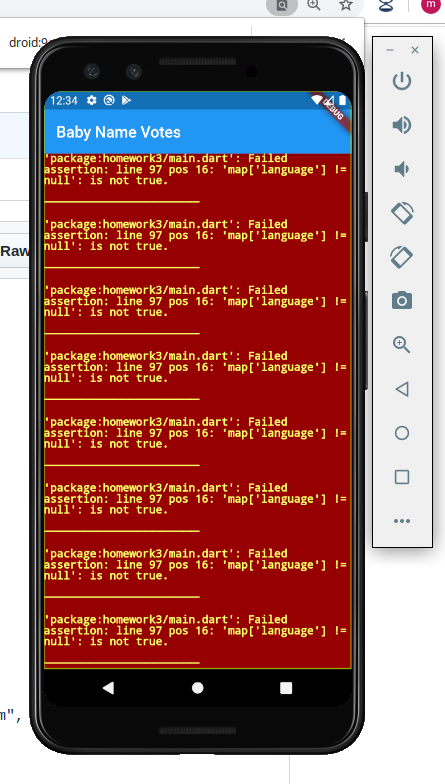 m
droid:9
12:34
DEBUG
Baby Name Votes
'package:homework3/main.dart': Failed
assertion: line 97 pos 16: 'map['language'] !=
null': is not true.
'package:homework3/main.dart': Failed
assertion: line 97 pos 16: 'map['language'] !=
null': is not true.
Raw
'package:homework3/main.dart': Failed
assertion: line 97 pos 16: 'map['language'] !=
null': is not true.
'package:homework3/main.dart': Failed
assertion: line 97 pos 16: 'map['language'] !=
null': is not true.
'package:homework3/main.dart': Failed
assertion: line 97 pos 16: 'map['language'] !=
null': is not true.
'package:homework3/main.dart': Failed
assertion: line 97 pos 16: 'map['language'] !=
null': is not true.
'package:homework3/main.dart': Failed
assertion: line 97 pos 16: 'map['language'] !=
null': is not true.
'package:homework3/main.dart': Failed
assertion: line 97 pos 16: 'map['language'] !=
null': is not true.
m",